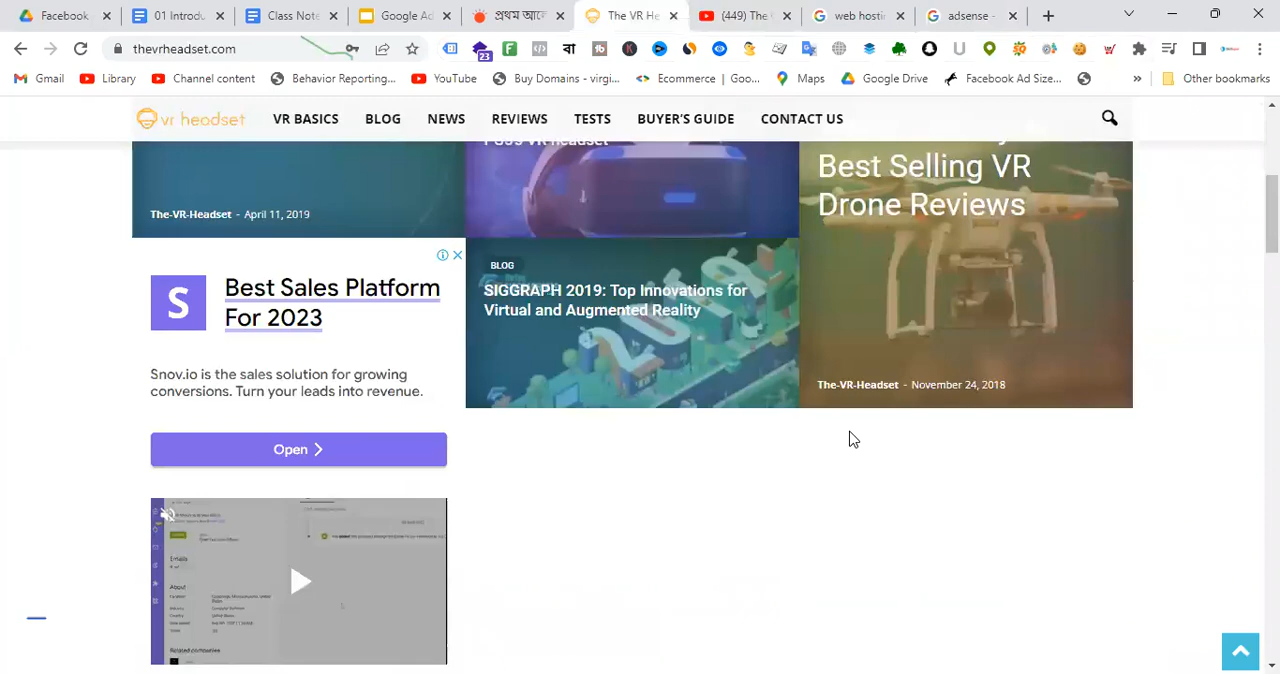 Facebook
01 Introdu
Class Note
Google Ad
প্রথম আলো
The VR He
(449) The
web hosti
adsense -
thevrheadset.com
23
বা
Gmail
Library
Channel content
Behavior Reporting...
YouTube
Buy Domains - virgi...
Ecommerce | Goo...
Maps
Google Drive
Facebook Ad Size...
»
Other bookmarks
vr headset
VR BASICS
BLOG
NEWS
REVIEWS
TESTS
BUYER'S GUIDE
CONTACT US
Best Selling VR
Drone Reviews
The-VR-Headset - April 11, 2019
S
Best Sales Platform
For 2023
Snov.io is the sales solution for growing
conversions. Turn your leads into revenue.
Open
BLOG
SIGGRAPH 2019: Top Innovations for
Virtual and Augmented Reality
The-VR-Headset - November 24, 2018
Emails
About
Related companies